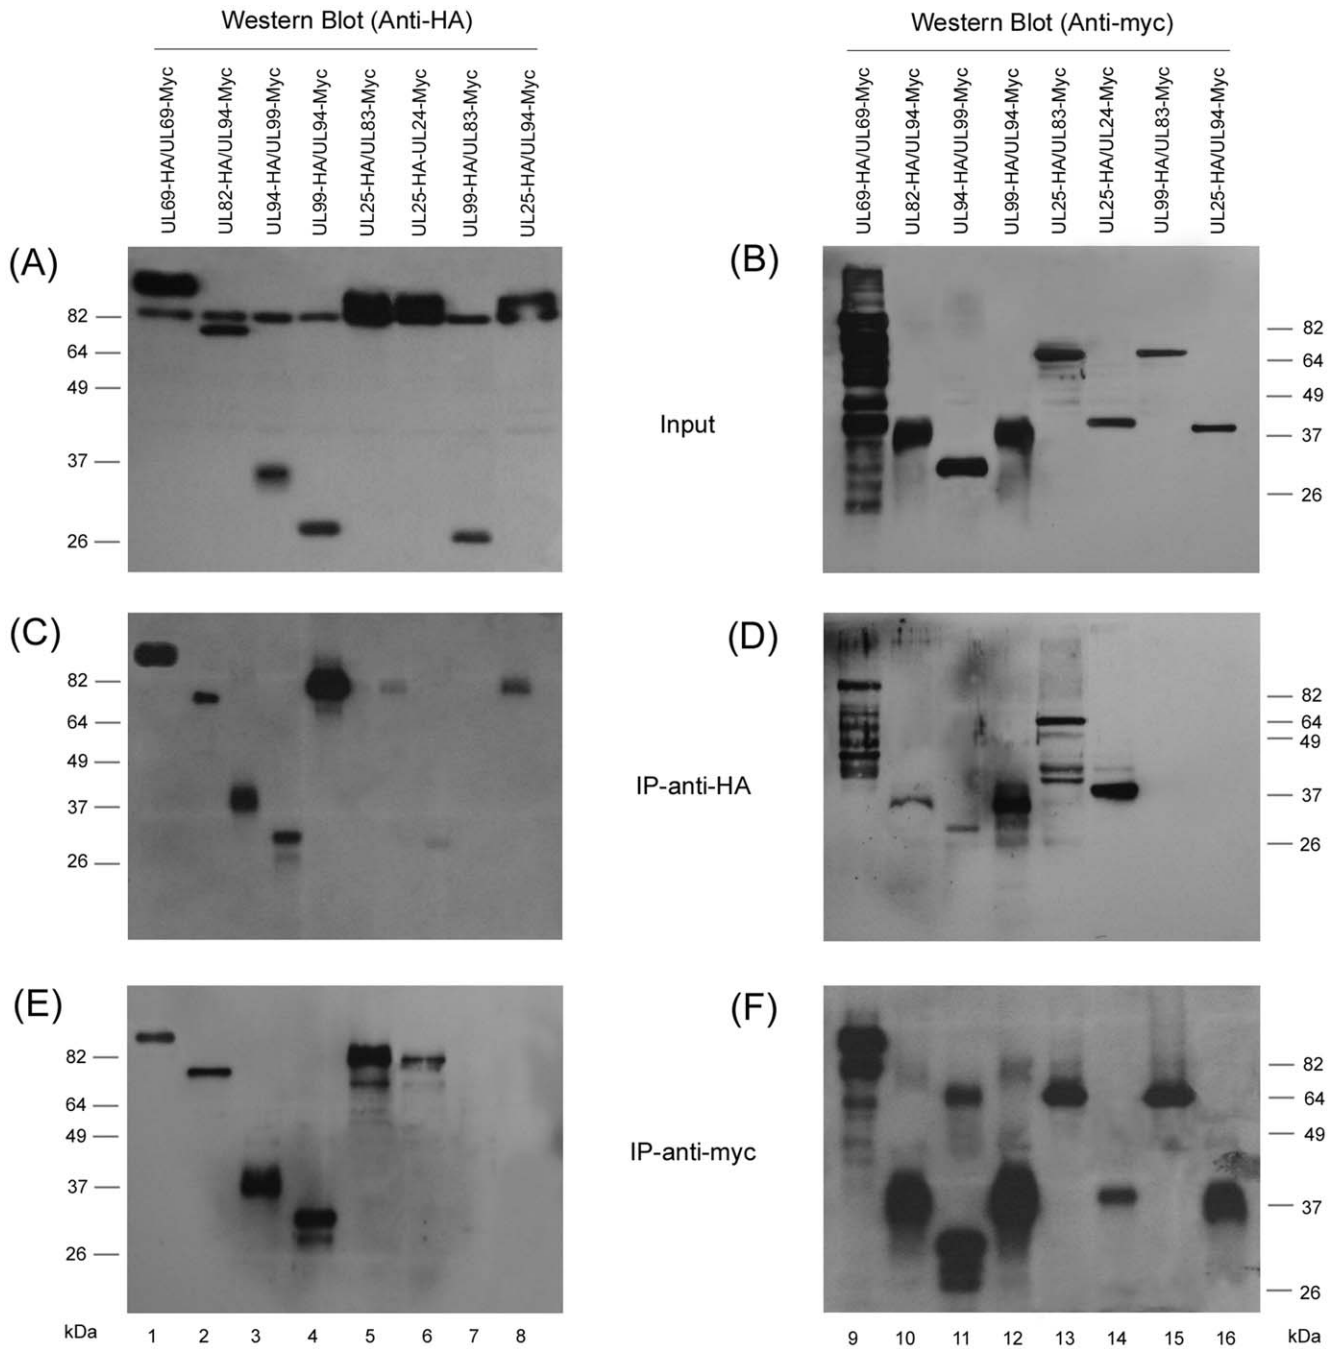 Western Blot (Anti-HA)
Western Blot (Anti-myc)
UL69-HA/UL69-Myc
UL82-HA/UL94-Myc
UL94-HA/UL99-Myc
UL99-HA/UL94-Myc
UL25-HA/UL83-Myc
UL25-HA-UL24-Myc
UL99-HA/UL83-Myc
UL25-HA/UL94-Myc
UL69-HA/UL69-Myc
UL82-HA/UL94-Myc
UL94-HA/UL99-Myc
UL99-HA/UL94-Myc
UL25-HA/UL83-Myc
UL25-HA/UL24-Myc
UL99-HA/UL83-Myc
UL25-HA/UL94-Myc
(A)
82
64
49
37
26
Input
(B)
82
64
49
37
26
(C)
82
64
49
37
26
IP-anti-HA
(D)
82
64
49
37
26
(E)
82
64
49
37
26
IP-anti-myc
(F)
82
64
49
37
26
kDa 1 2 3 4 5 6 7 8
9 10 11 12 13 14 15 16 kDa